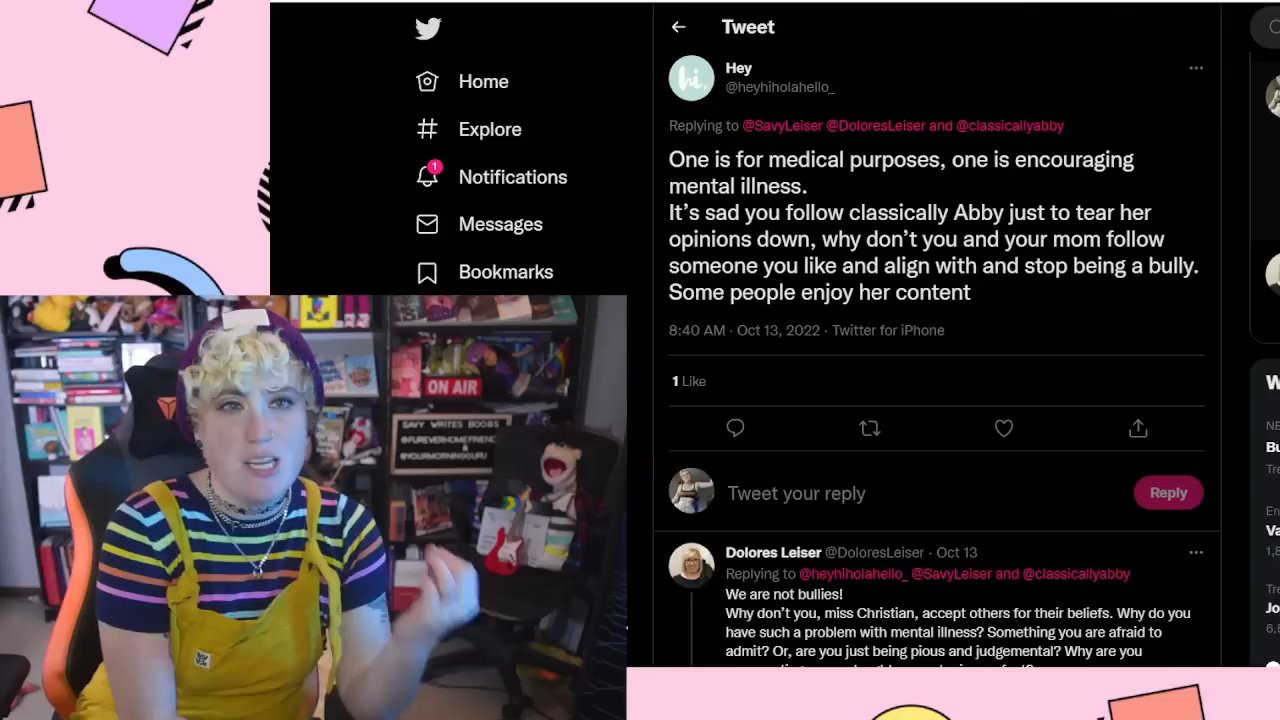 Tweet
Home
Explore
1
Notifications
Messages
Bookmarks
Hey
@heyhiholahello_
Replying to @SavyLeiser @DoloresLeiser and @classicallyabby
One is for medical purposes, one is encouraging
mental illness.
It’s sad you follow classically Abby just to tear her
opinions down, why don’t you and your mom follow
someone you like and align with and stop being a bully.
Some people enjoy her content
8:40 AM · Oct 13, 2022 · Twitter for iPhone
1 Like
Tweet your reply
Reply
Dolores Leiser @DoloresLeiser · Oct 13
Replying to @heyhiholahello_ @SavyLeiser and @classicallyabby
We are not bullies!
Why don’t you, miss Christian, accept others for their beliefs. Why do you
have such a problem with mental illness? Something you are afraid to
admit? Or, are you just being pious and judgemental? Why are you
hi.
ON AIR
SAVY WRITES BOOBS
@FUREVERHOMEFRIEND
&
@YOURMORNINGGURU